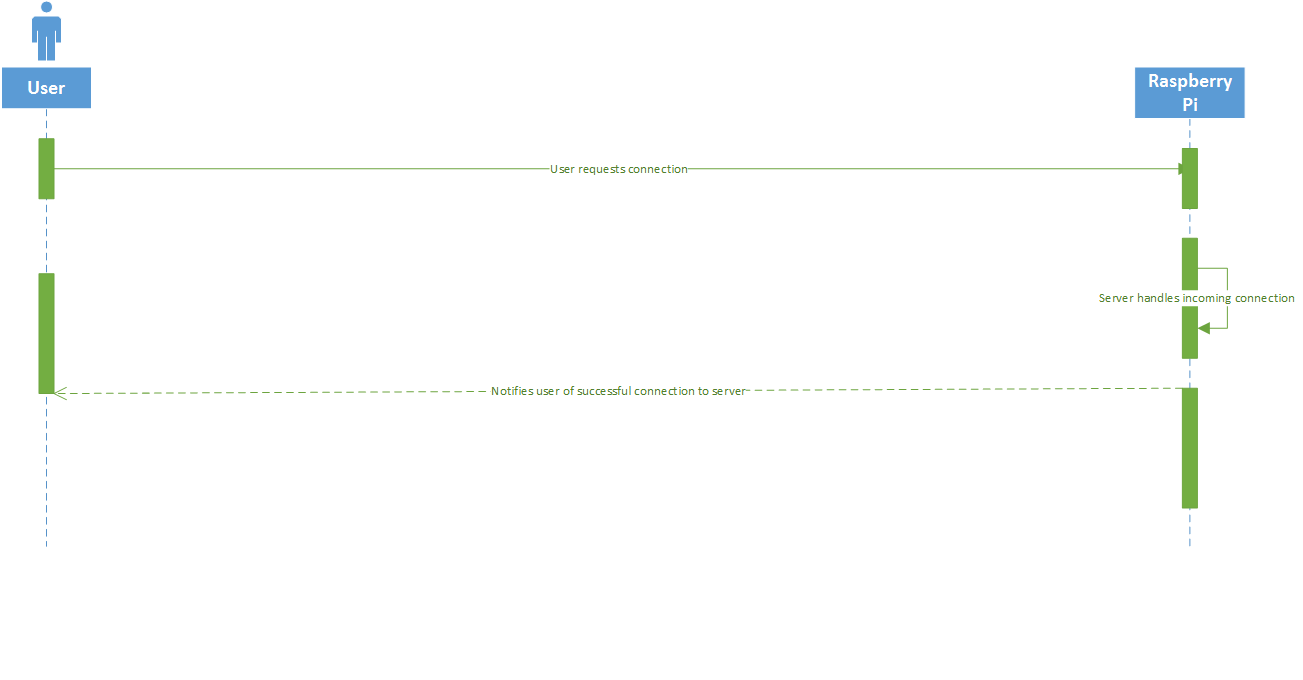 User
Raspberry
Pi
User requests connection
Server handles incoming connection
Notifies user of successful connection to server